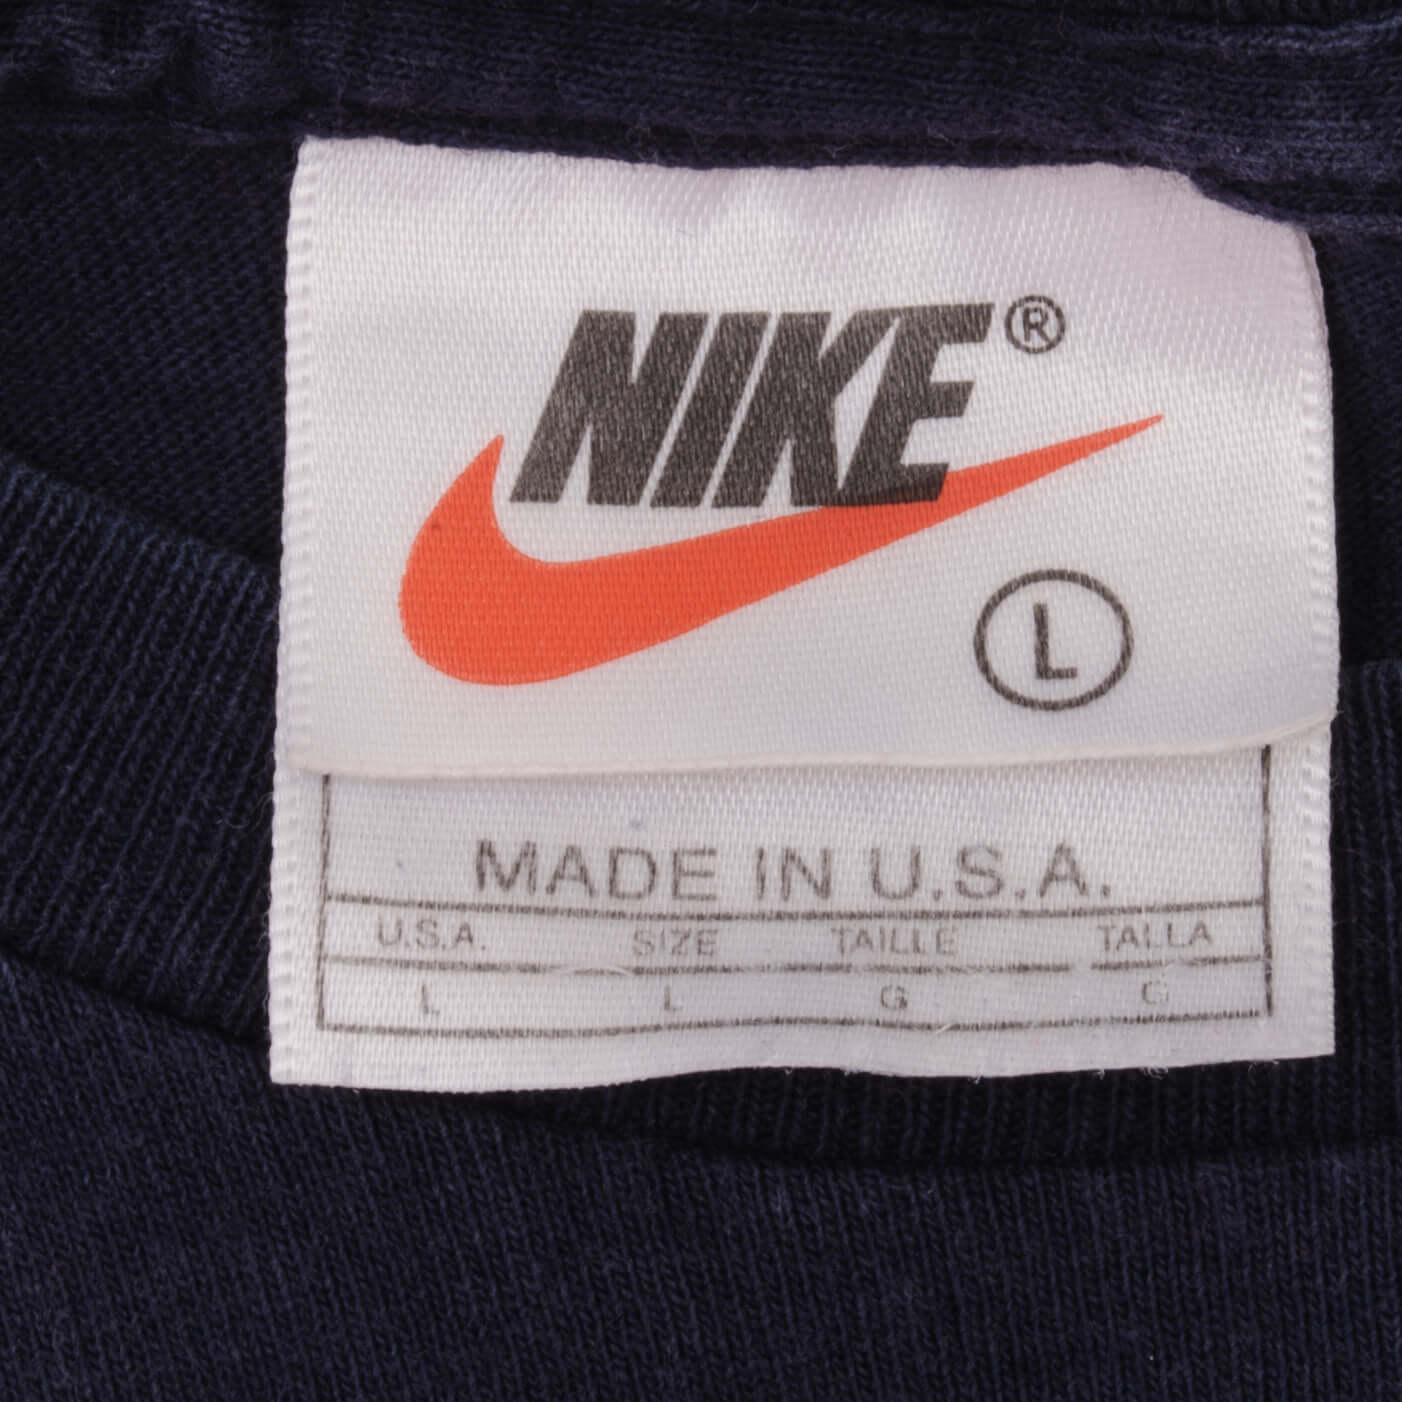 NIKE®
L
MADE IN U.S.A.
U.S.A. SIZE TAILLE TALLA
L L G G